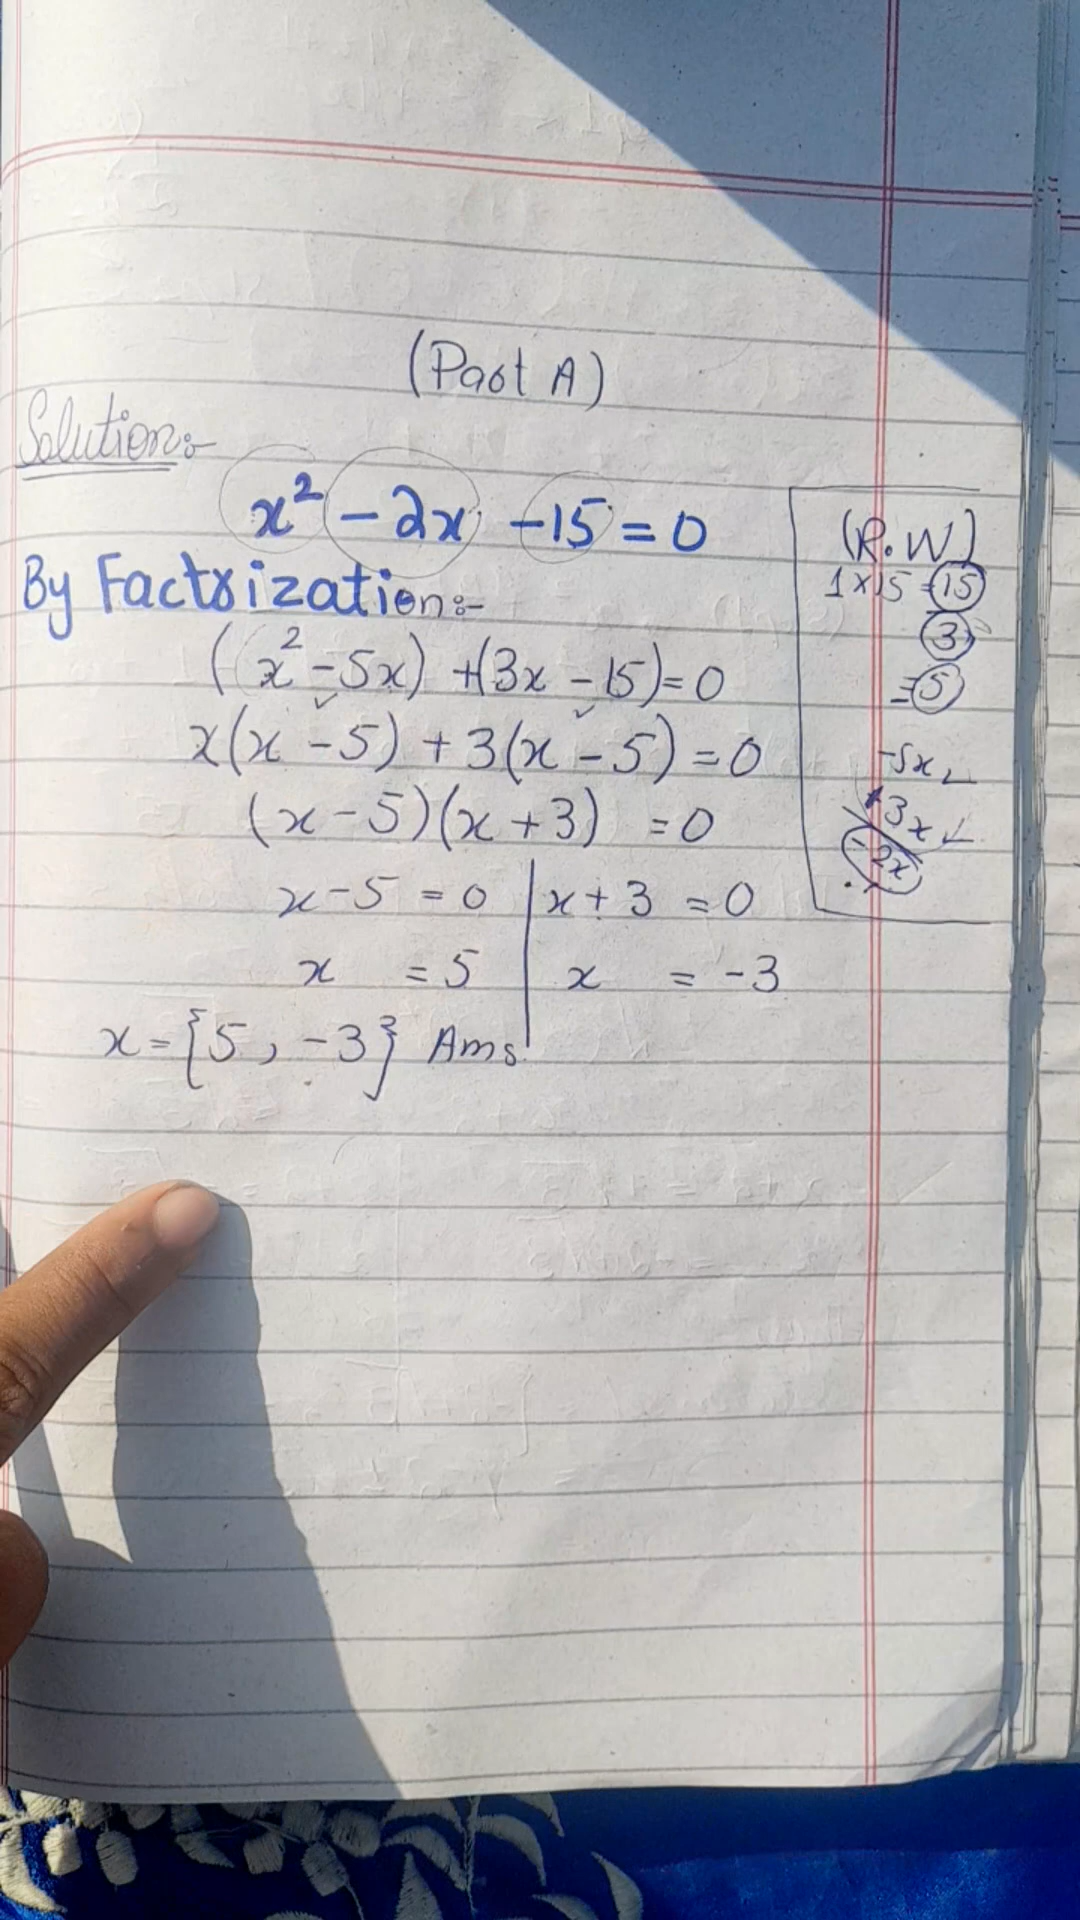 (Part A)
Solution:-
x² - 2x - 15 = 0
By Factorization:-
(x² - 5x) + (3x - 15) = 0
x(x - 5) + 3(x - 5) = 0
(x - 5)(x + 3) = 0
x - 5 = 0 | x + 3 = 0
x = 5 | x = -3
x = {5, -3} Ans
(R.W)
1 x 15 = 15
3
= 5
-5x
+3x
-2x